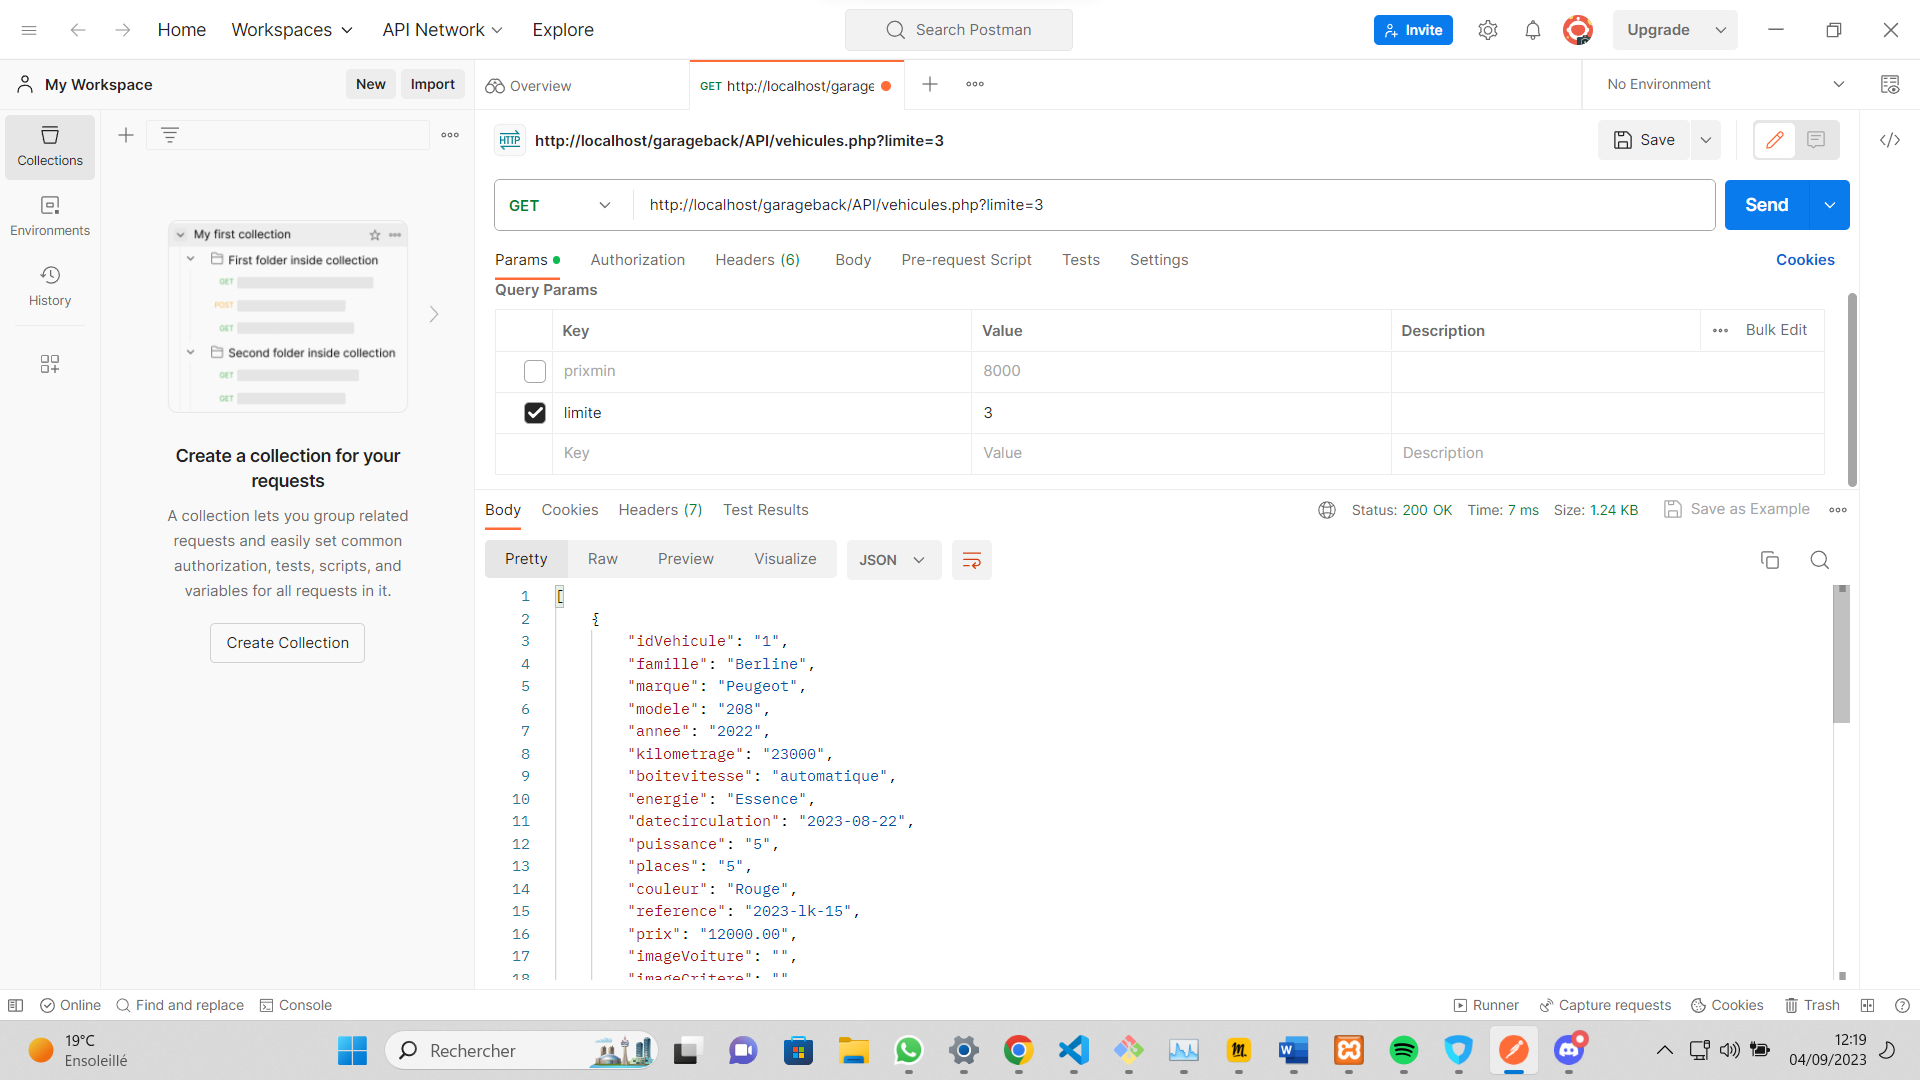 Home
Workspaces
API Network
Explore
Search Postman
Invite
Upgrade
My Workspace
New
Import
Overview
GET http://localhost/garage
No Environment
Collections
Environments
History
My first collection
First folder inside collection
GET
POST
GET
Second folder inside collection
GET
GET
Create a collection for your
requests
A collection lets you group related
requests and easily set common
authorization, tests, scripts, and
variables for all requests in it.
Create Collection
HTTP
http://localhost/garageback/API/vehicules.php?limite=3
Save
GET
http://localhost/garageback/API/vehicules.php?limite=3
Send
Params
Authorization
Headers (6)
Body
Pre-request Script
Tests
Settings
Cookies
Query Params
Key
Value
Description
Bulk Edit
prixmin
8000
limite
3
Key
Value
Description
Body
Cookies
Headers (7)
Test Results
Status: 200 OK
Time: 7 ms
Size: 1.24 KB
Save as Example
Pretty
Raw
Preview
Visualize
JSON
1 [
2 {
3 "idVehicule": "1",
4 "famille": "Berline",
5 "marque": "Peugeot",
6 "modele": "208",
7 "annee": "2022",
8 "kilometrage": "23000",
9 "boitevitesse": "automatique",
10 "energie": "Essence",
11 "datecirculation": "2023-08-22",
12 "puissance": "5",
13 "places": "5",
14 "couleur": "Rouge",
15 "reference": "2023-lk-15",
16 "prix": "12000.00",
17 "imageVoiture": "",
18 "imageCritere": ""
Online
Find and replace
Console
Runner
Capture requests
Cookies
Trash
19°C
Ensoleillé
Rechercher
12:19
04/09/2023